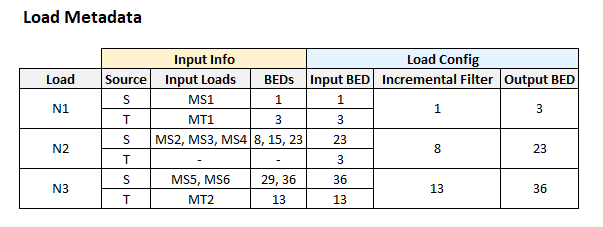 Load Metadata
Input Info Load Config
Load Source Input Loads BEDs Input BED Incremental Filter Output BED
N1 S MS1 1 1 1 3
T MT1 3 3
N2 S MS2, MS3, MS4 8, 15, 23 23 8 23
T - - 3
N3 S MS5, MS6 29, 36 36 13 36
T MT2 13 13